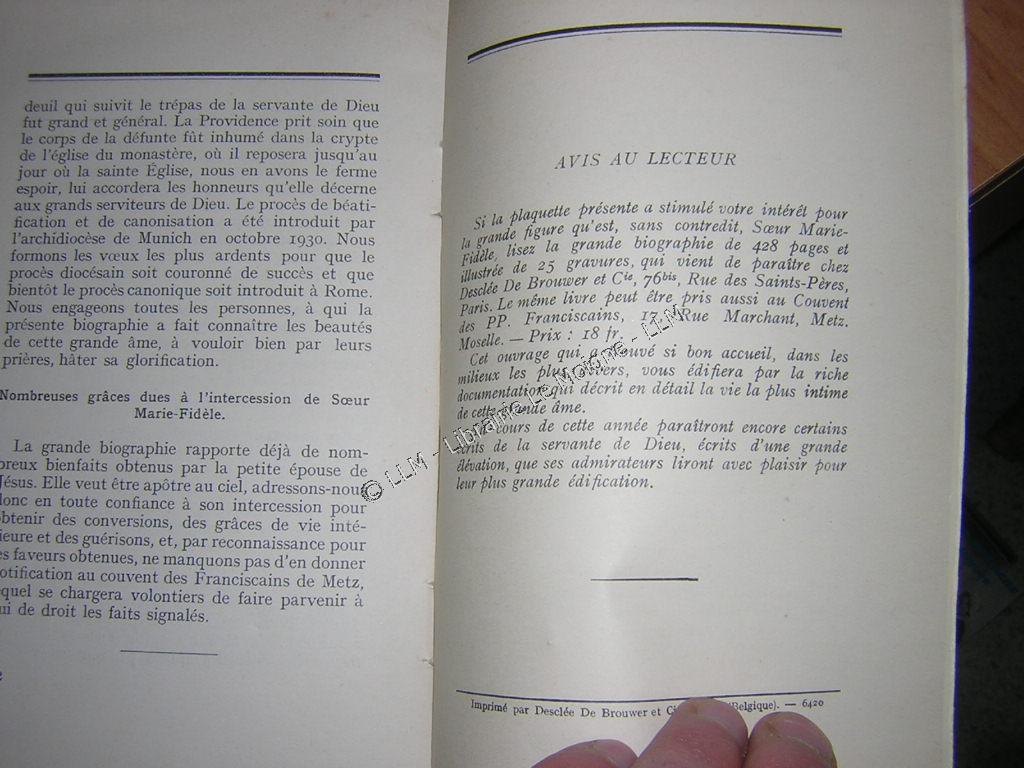 deuil qui suivit le trépas de la servante de Dieu
fut grand et général. La Providence prit soin que
le corps de la défunte fût inhumé dans la crypte
de l'église du monastère, où il reposera jusqu'au
jour où la sainte Église, nous en avons le ferme
espoir, lui accordera les honneurs qu'elle décerne
aux grands serviteurs de Dieu. Le procès de béati-
fication et de canonisation a été introduit par
l'archidiocèse de Munich en octobre 1930. Nous
formons les vœux les plus ardents pour que le
procès diocésain soit couronné de succès et que
bientôt le procès canonique soit introduit à Rome.
Nous engageons toutes les personnes, à qui la
présente biographie a fait connaître les beautés
de cette grande âme, à vouloir bien par leurs
prières, hâter sa glorification.
Nombreuses grâces dues à l'intercession de Sœur
Marie-Fidèle.
La grande biographie rapporte déjà de nom-
breux bienfaits obtenus par la petite épouse de
Jésus. Elle veut être apôtre au ciel, adressons-nous
donc en toute confiance à son intercession pour
obtenir des conversions, des grâces de vie inté-
rieure et des guérisons, et, par reconnaissance pour
es faveurs obtenues, ne manquons pas d'en donner
otification au couvent des Franciscains de Metz,
equel se chargera volontiers de faire parvenir à
ui de droit les faits signalés.
AVIS AU LECTEUR
Si la plaquette présente a stimulé votre intérêt pour
la grande figure qu'est, sans contredit, Sœur Marie-
Fidèle, lisez la grande biographie de 428 pages et
illustrée de 25 gravures, qui vient de paraître chez
Desclée De Brouwer et Cie, 76bis, Rue des Saints-Pères,
Paris. Le même livre peut être pris aussi au Couvent
des PP. Franciscains, 17, Rue Marchant, Metz.
Moselle. — Prix : 18 fr.
Cet ouvrage qui a trouvé si bon accueil, dans les
milieux les plus divers, vous édifiera par la riche
documentation qui décrit en détail la vie la plus intime
de cette grande âme.
Au cours de cette année paraîtront encore certains
écrits de la servante de Dieu, écrits d'une grande
élévation, que ses admirateurs liront avec plaisir pour
leur plus grande édification.
Imprimé par Desclée De Brouwer et (Belgique). — 6420
© LLM - Librairie Le Moigne - LLM